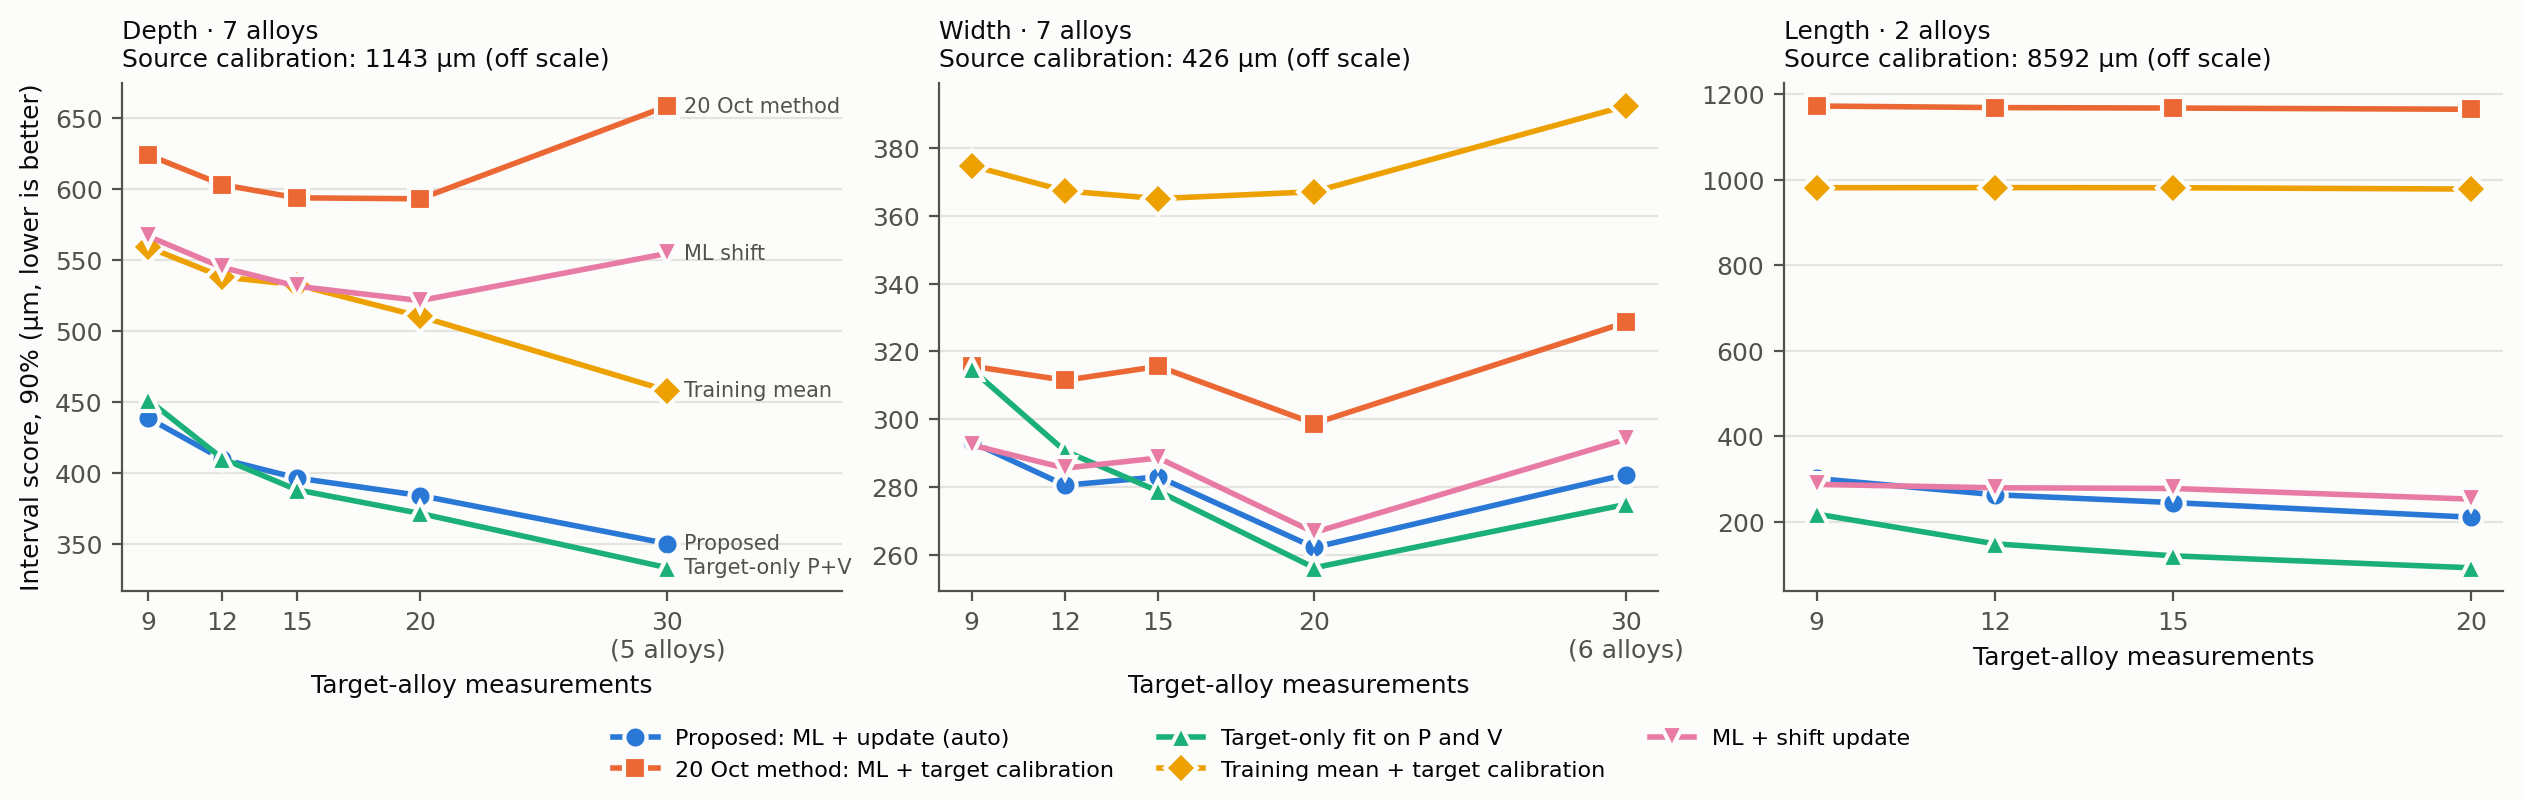 Depth · 7 alloys
Source calibration: 1143 µm (off scale)
Interval score, 90% (µm, lower is better)
650
600
550
500
450
400
350
20 Oct method
ML shift
Training mean
Proposed
Target-only P+V
9 12 15 20 30
(5 alloys)
Target-alloy measurements
Width · 7 alloys
Source calibration: 426 µm (off scale)
380
360
340
320
300
280
260
9 12 15 20 30
(6 alloys)
Target-alloy measurements
Length · 2 alloys
Source calibration: 8592 µm (off scale)
1200
1000
800
600
400
200
9 12 15 20
Target-alloy measurements
Proposed: ML + update (auto)
20 Oct method: ML + target calibration
Target-only fit on P and V
Training mean + target calibration
ML + shift update